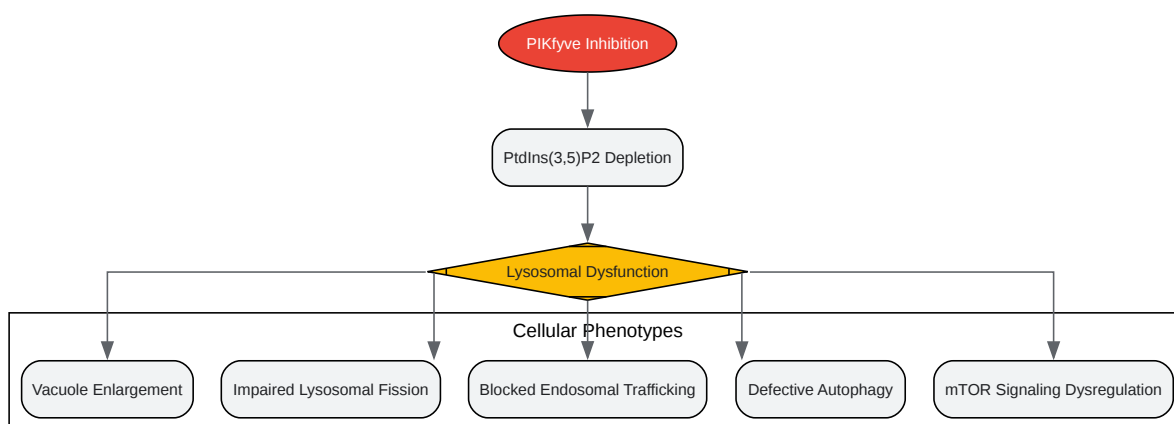 PIKfyve Inhibition
PtdIns(3,5)P2 Depletion
Lysosomal Dysfunction
Cellular Phenotypes
Vacuole Enlargement
Impaired Lysosomal Fission
Blocked Endosomal Trafficking
Defective Autophagy
mTOR Signaling Dysregulation